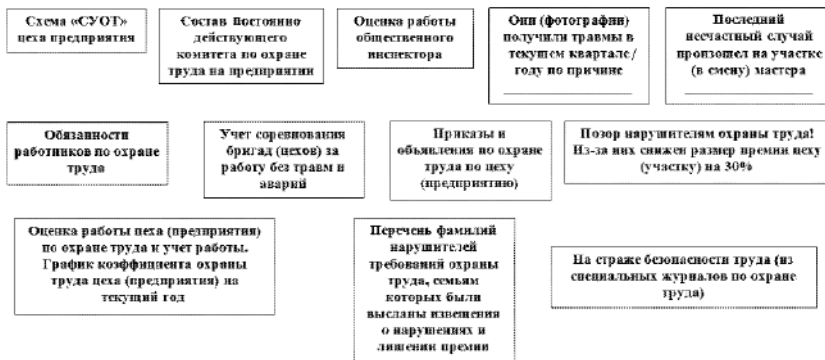 Схема «СУОТ»
цеха предприятия
Состав постоянно
действующего
комитета по охране
труда на предприятии
Оценка работы
общественного
инспектора
Они (фотографии)
получили травмы в
текущем квартале/
году по причине
Последний
несчастный случай
произошел на участке
(в смену) мастера
Обязанности
работников по охране
труда
Учет соревнования
бригад (цехов) за
работу без травм и
аварий
Приказы и
объявления по охране
труда по цеху
(предприятию)
Позор нарушителям охраны труда!
Из-за них снижен размер премии цеху
(участку) на 30%
Оценка работы цеха (предприятия)
по охране труда и учет работы.
График коэффициента охраны
труда цеха (предприятия) на
текущий год
Перечень фамилий
нарушителей
требований охраны
труда, семьям
которых были
высланы извещения
о нарушениях и
лишении премии
На страже безопасности труда (из
специальных журналов по охране
труда)